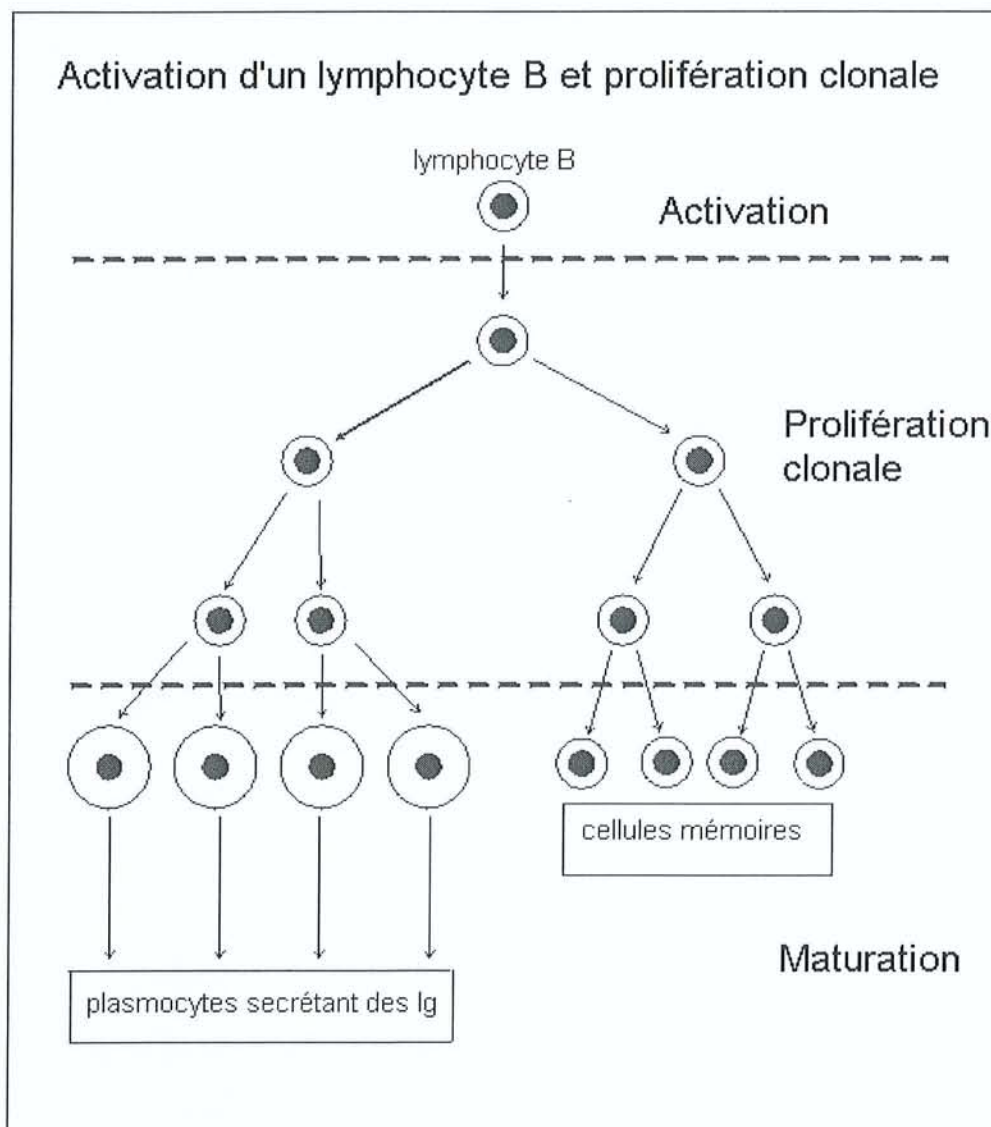 Activation d'un lymphocyte B et prolifération clonale
lymphocyte B
Activation
Prolifération
clonale
cellules mémoires
Maturation
plasmocytes secrétant des Ig